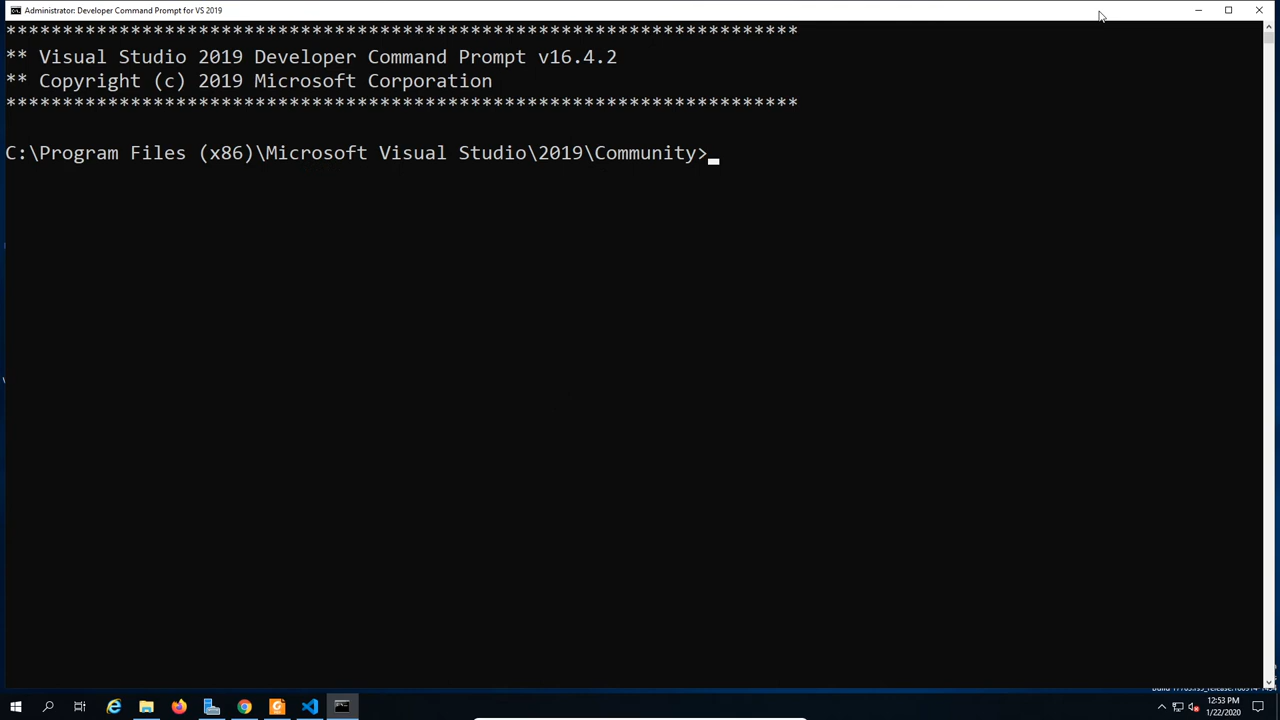 Administrator: Developer Command Prompt for VS 2019
**********************************************************************
** Visual Studio 2019 Developer Command Prompt v16.4.2
** Copyright (c) 2019 Microsoft Corporation
**********************************************************************
C:\Program Files (x86)\Microsoft Visual Studio\2019\Community>
12:53 PM
1/22/2020